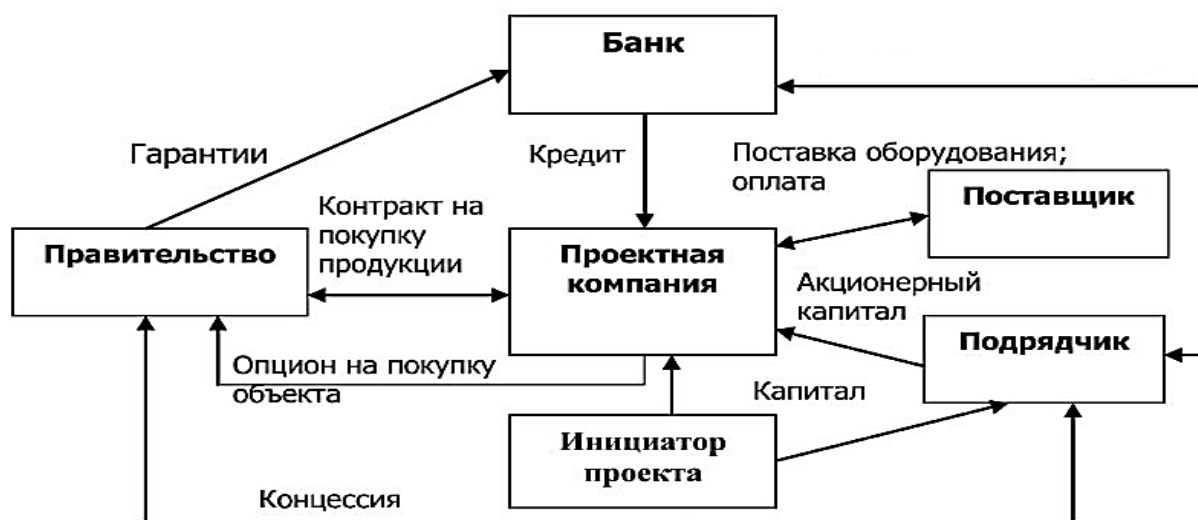 Банк
Гарантии
Кредит
Поставка оборудования;
оплата
Поставщик
Правительство
Контракт на
покупку
продукции
Проектная
компания
Акционерный
капитал
Подрядчик
Опцион на покупку
объекта
Капитал
Инициатор
проекта
Концессия